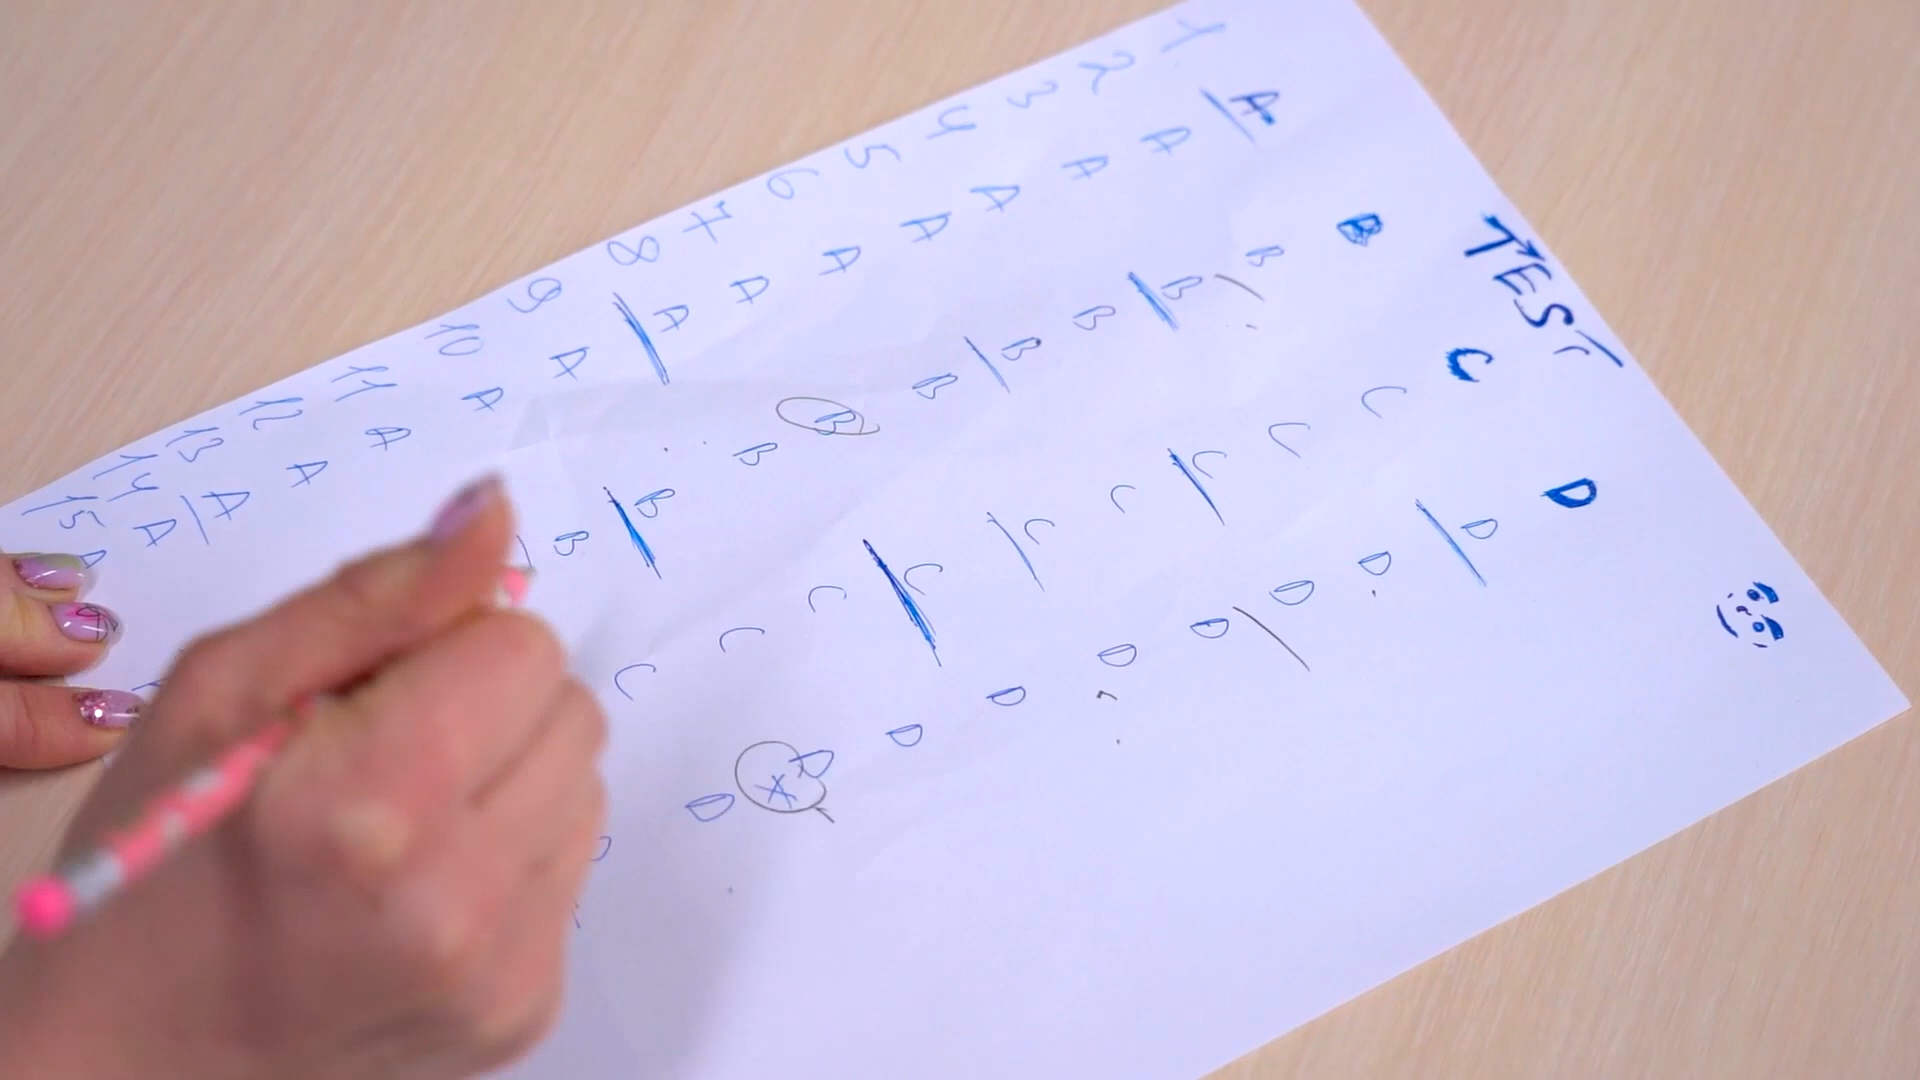 TEST
1 A B C D
2 A B C D
3 A B C D
4 A B C D
5 A B C D
6 A B C D
7 A B C D
8 A B C D
9 A B C D
10 A B C D
11 A
12 A
13 A
14 A
15 A